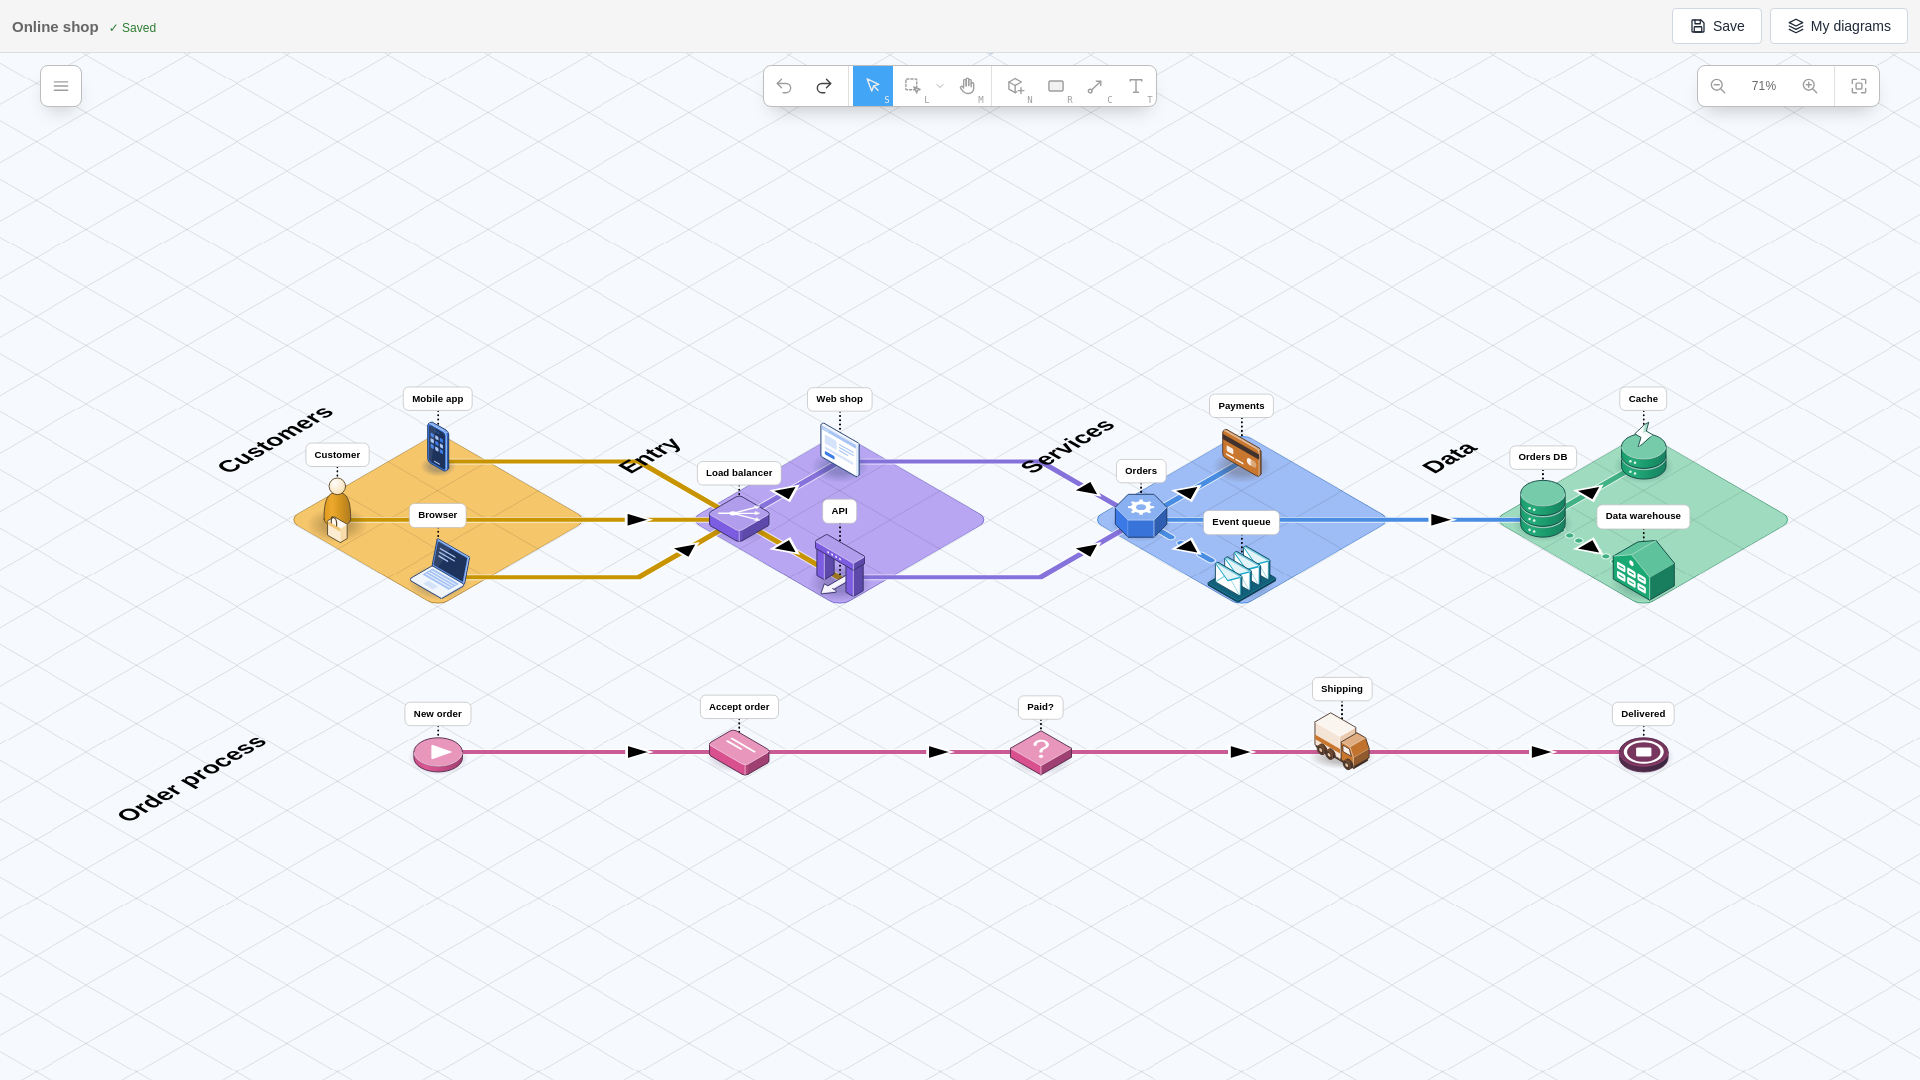 Online shop
✓ Saved
Save
My diagrams
S
L
M
N
R
C
T
71%
Customers
Mobile app
Customer
Browser
Entry
Load balancer
Web shop
API
Services
Orders
Payments
Event queue
Data
Orders DB
Cache
Data warehouse
Order process
New order
Accept order
Paid?
?
Shipping
Delivered